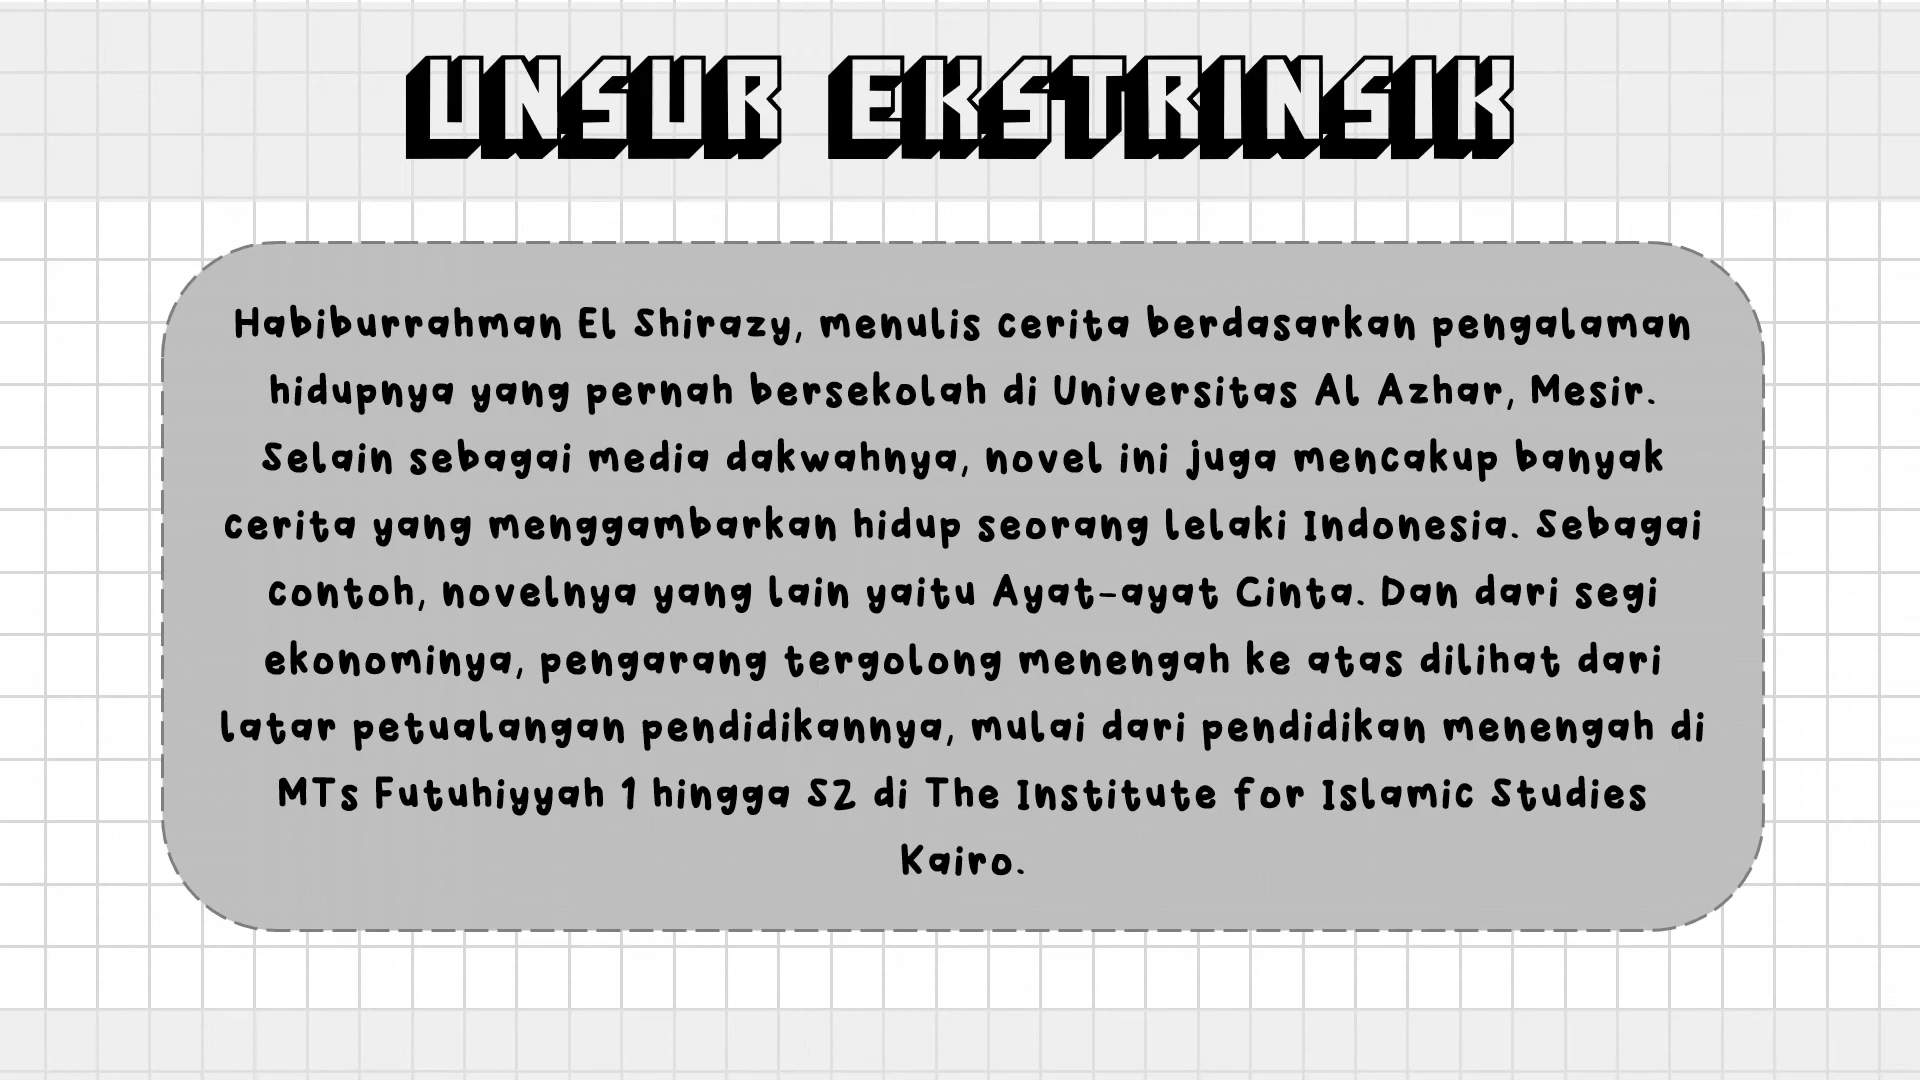 UNSUR EKSTRINSIK
Habiburrahman El Shirazy, menulis cerita berdasarkan pengalaman
hidupnya yang pernah bersekolah di Universitas Al Azhar, Mesir.
Selain sebagai media dakwahnya, novel ini juga mencakup banyak
cerita yang menggambarkan hidup seorang lelaki Indonesia. Sebagai
contoh, novelnya yang lain yaitu Ayat-ayat Cinta. Dan dari segi
ekonominya, pengarang tergolong menengah ke atas dilihat dari
latar petualangan pendidikannya, mulai dari pendidikan menengah di
MTs Futuhiyyah 1 hingga S2 di The Institute for Islamic Studies
Kairo.